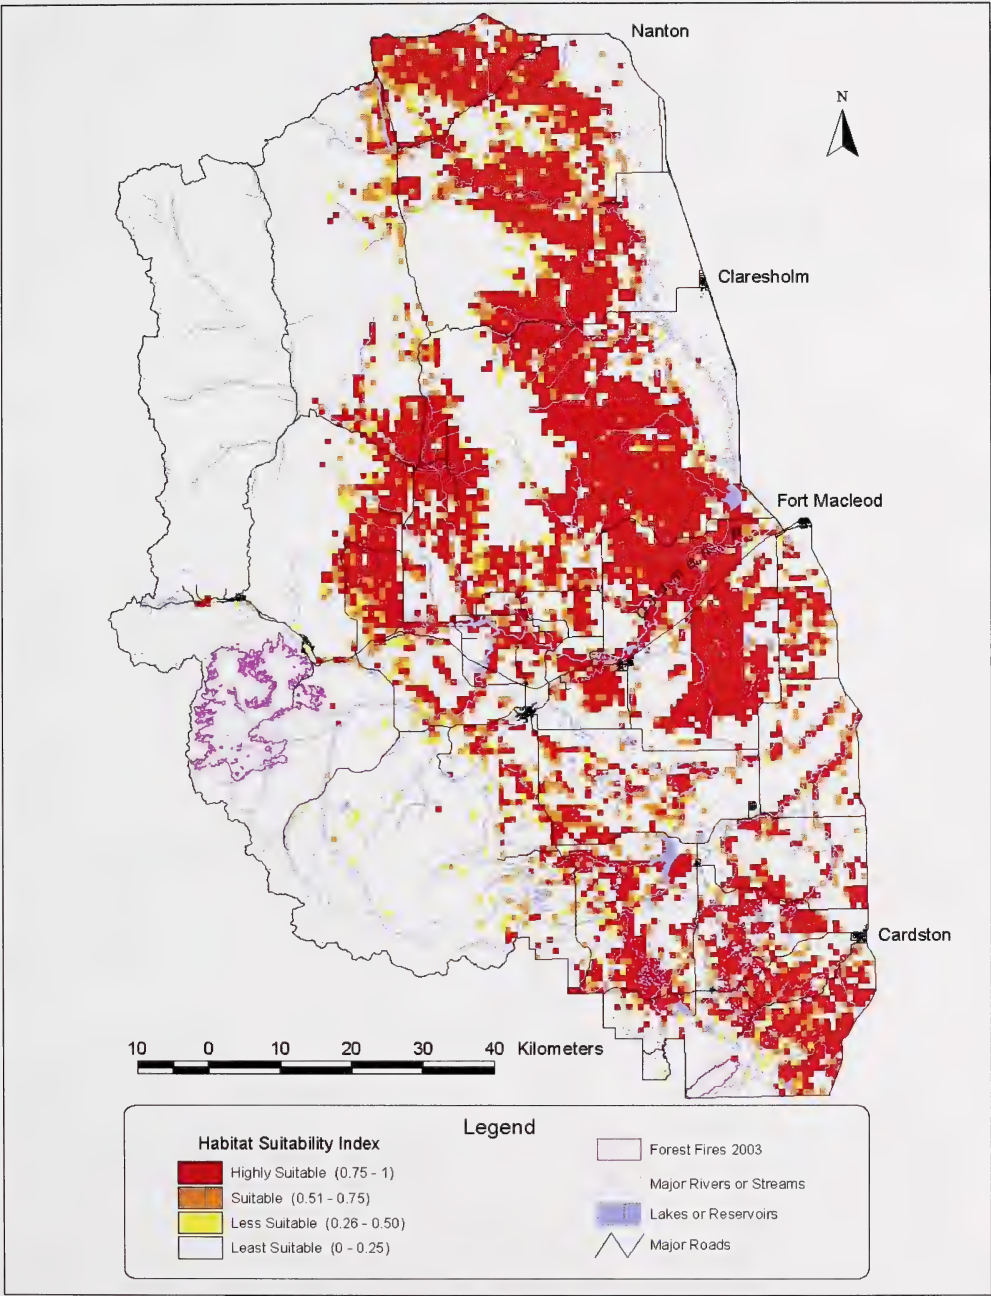 Nanton
N
Claresholm
Fort Macleod
Cardston
10 0 10 20 30 40 Kilometers
Legend
Habitat Suitability Index
Highly Suitable (0.75 - 1)
Suitable (0.51 - 0.75)
Less Suitable (0.26 - 0.50)
Least Suitable (0 - 0.25)
Forest Fires 2003
Major Rivers or Streams
Lakes or Reservoirs
Major Roads